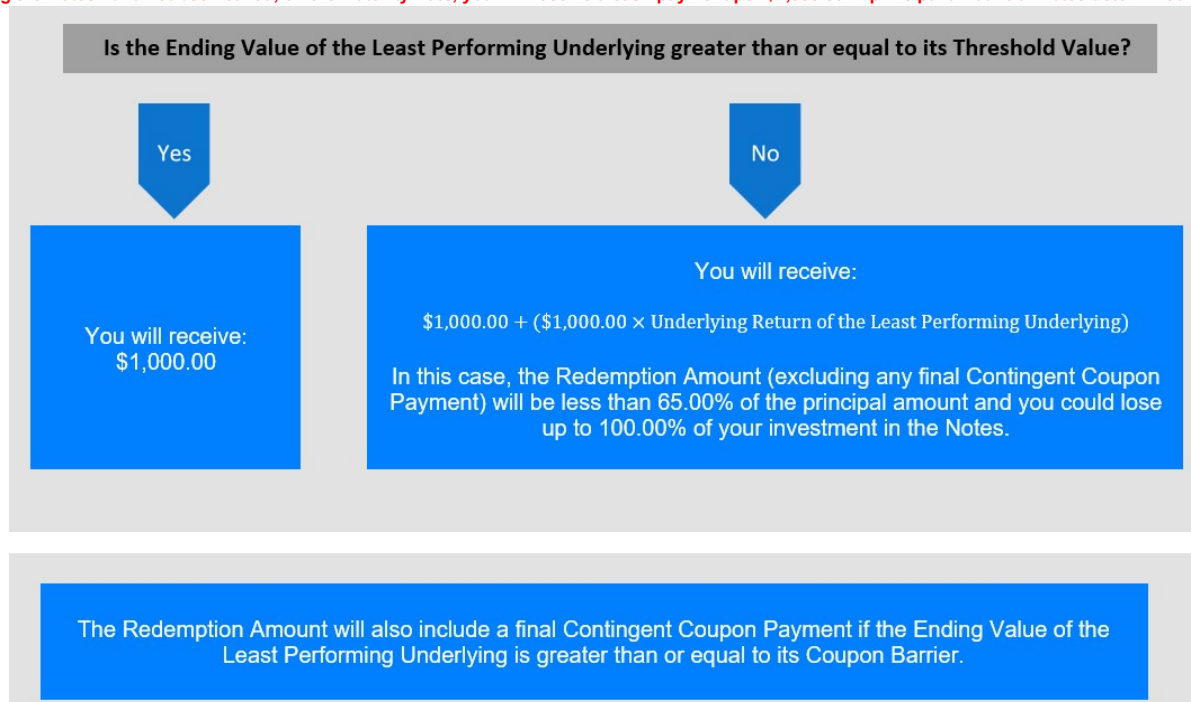 Is the Ending Value of the Least Performing Underlying greater than or equal to its Threshold Value?
Yes
No
You will receive:
$1,000.00
You will receive:
$1,000.00 + ($1,000.00 × Underlying Return of the Least Performing Underlying)
In this case, the Redemption Amount (excluding any final Contingent Coupon
Payment) will be less than 65.00% of the principal amount and you could lose
up to 100.00% of your investment in the Notes.
The Redemption Amount will also include a final Contingent Coupon Payment if the Ending Value of the
Least Performing Underlying is greater than or equal to its Coupon Barrier.